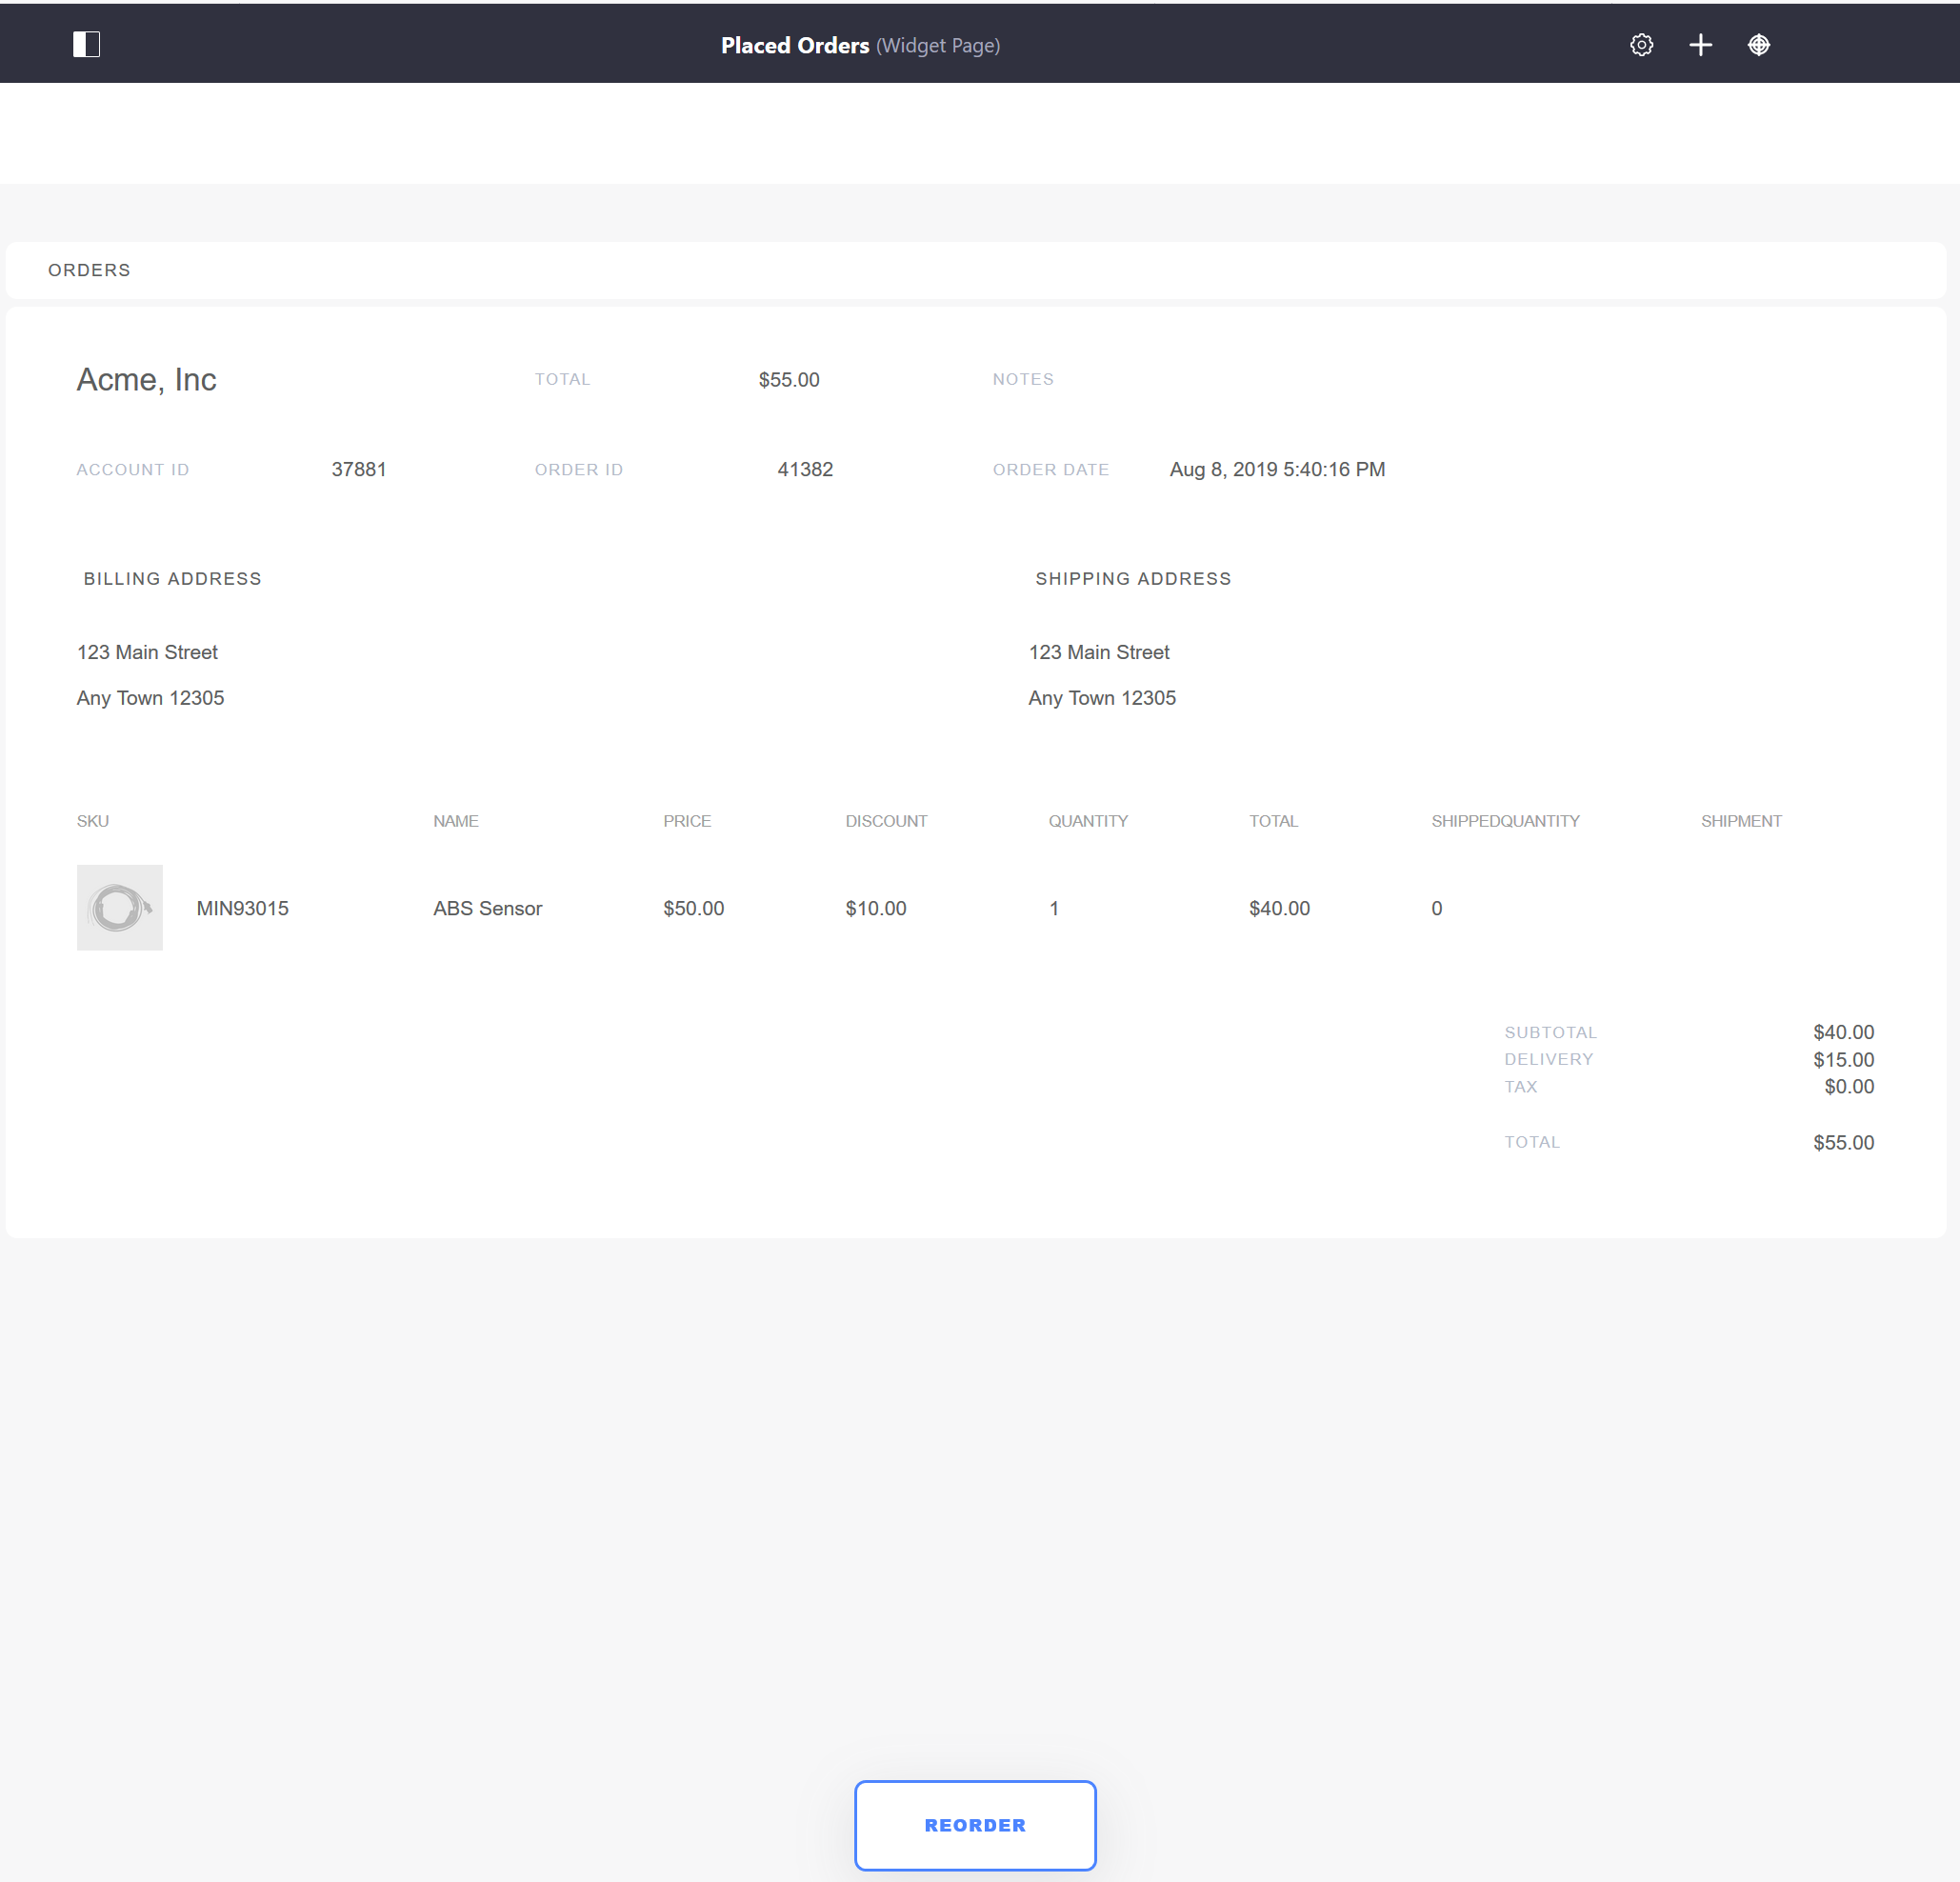 Placed Orders (Widget Page)
ORDERS
Acme, Inc TOTAL $55.00 NOTES
ACCOUNT ID 37881 ORDER ID 41382 ORDER DATE Aug 8, 2019 5:40:16 PM
BILLING ADDRESS SHIPPING ADDRESS
123 Main Street 123 Main Street
Any Town 12305 Any Town 12305
SKU NAME PRICE DISCOUNT QUANTITY TOTAL SHIPPEDQUANTITY SHIPMENT
MIN93015 ABS Sensor $50.00 $10.00 1 $40.00 0
SUBTOTAL $40.00
DELIVERY $15.00
TAX $0.00
TOTAL $55.00
REORDER